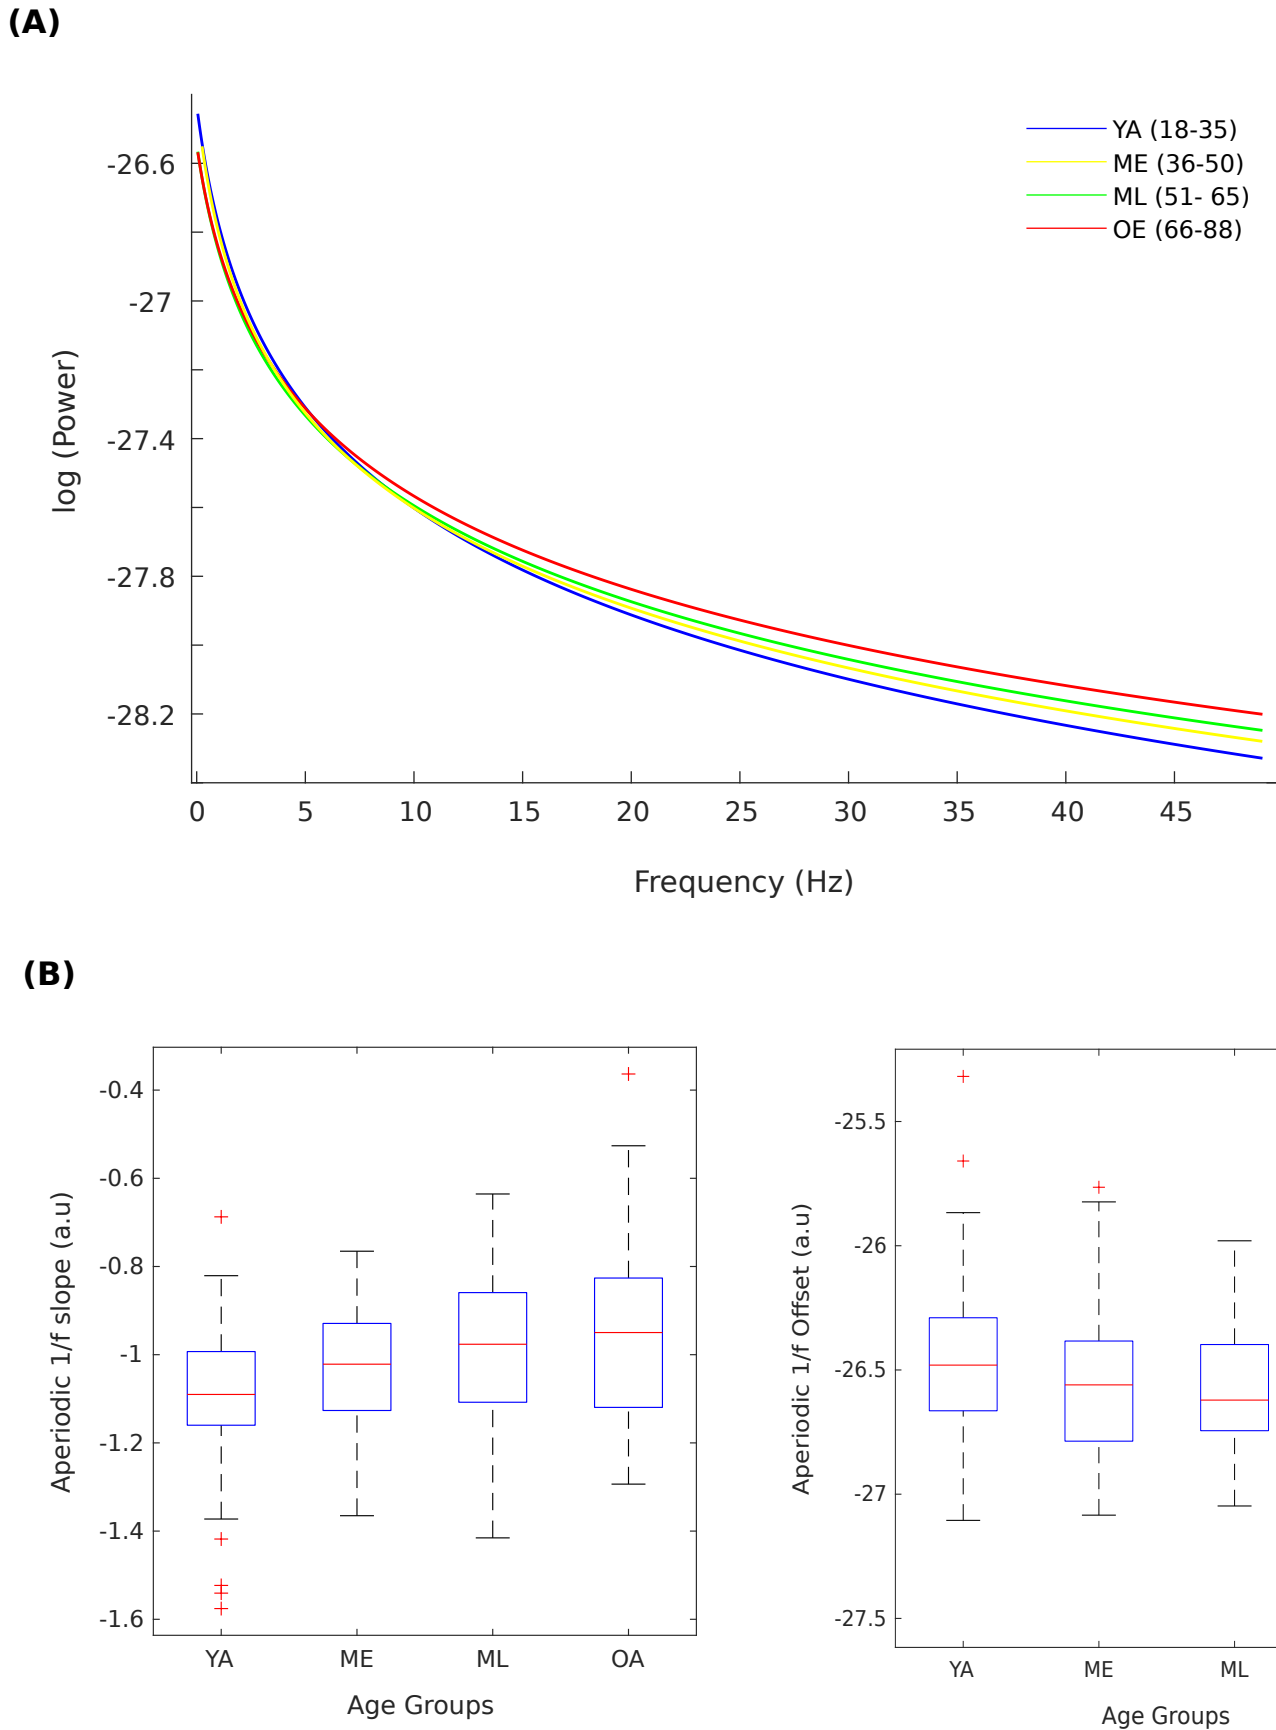 (A)
YA (18-35)
ME (36-50)
ML (51- 65)
OE (66-88)
-26.6
-27
-27.4
-27.8
-28.2
log (Power)
0 5 10 15 20 25 30 35 40 45
Frequency (Hz)
(B)
-0.4
-0.6
-0.8
-1
-1.2
-1.4
-1.6
Aperiodic 1/f slope (a.u)
YA ME ML OA
Age Groups
-25.5
-26
-26.5
-27
-27.5
Aperiodic 1/f Offset (a.u)
YA ME ML
Age Groups